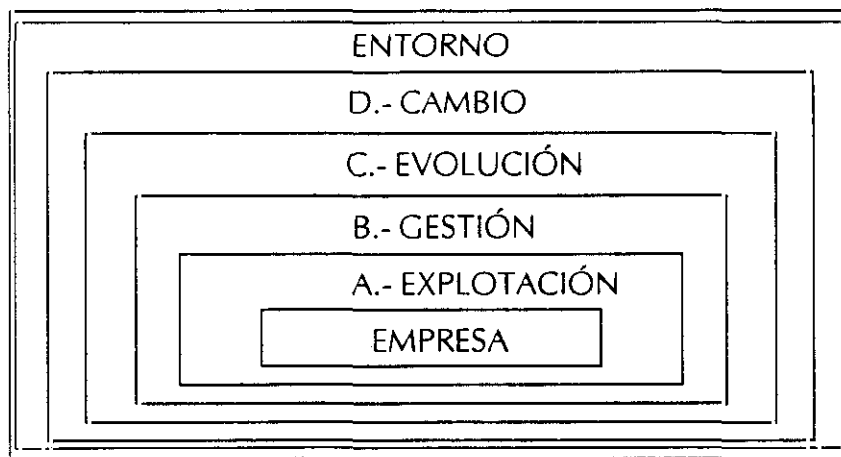 ENTORNO
D.- CAMBIO
C.- EVOLUCIÓN
B.- GESTIÓN
A.- EXPLOTACIÓN
EMPRESA